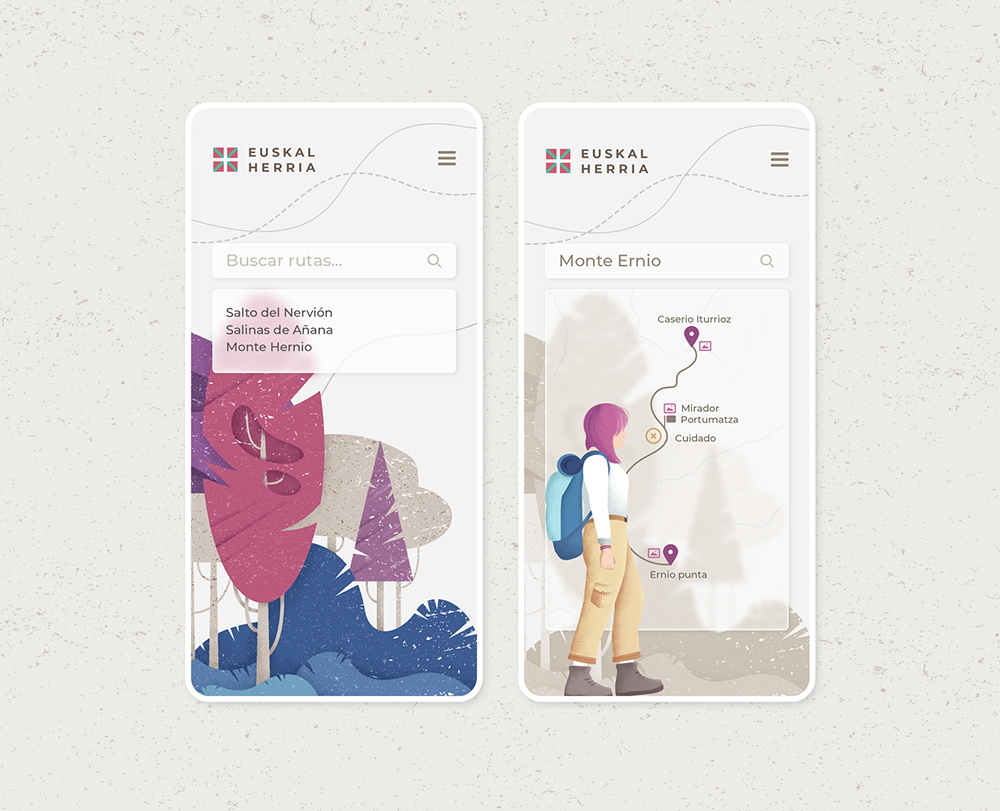 EUSKAL
HERRIA
Buscar rutas...
Salto del Nervión
Salinas de Añana
Monte Hernio
EUSKAL
HERRIA
Monte Ernio
Caserio Iturrioz
Mirador
Portumatza
Cuidado
Ernio punta